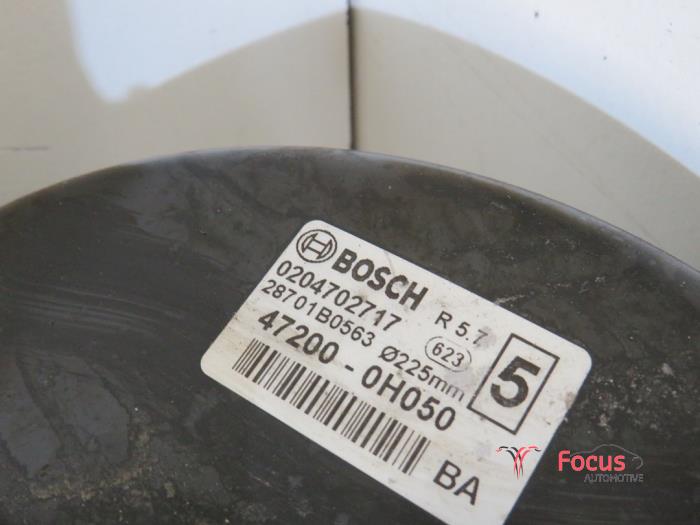 BOSCH
0204702717 R 5.7
28701B0563 623
Ø225mm 5
47200 - 0H050
BA
Focus
AUTOMOTIVE